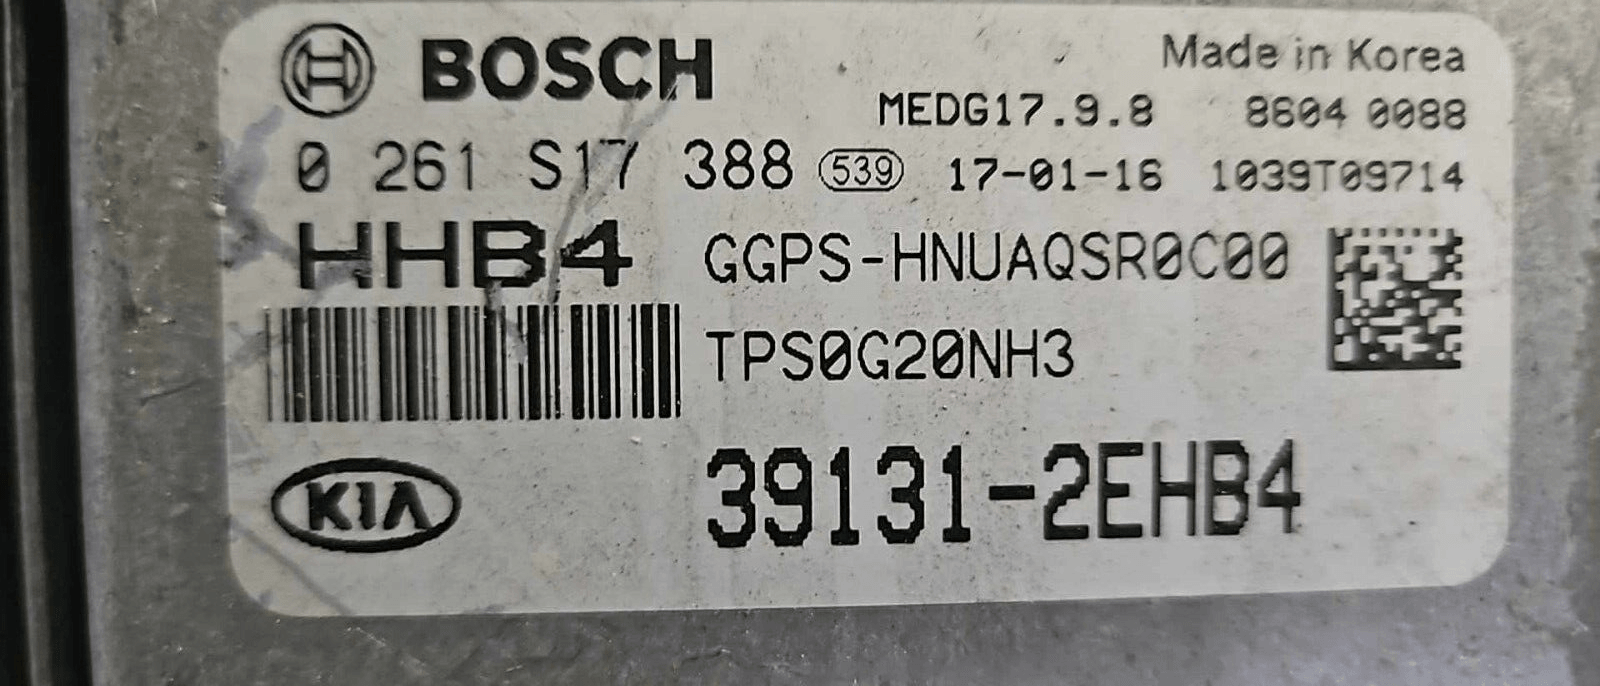 BOSCH
Made in Korea
MEDG17.9.8 8604 0088
0 261 S17 388 539 17-01-16 1039T09714
HHB4 GGPS-HNUAQSR0C00
TPS0G20NH3
KIA 39131-2EHB4